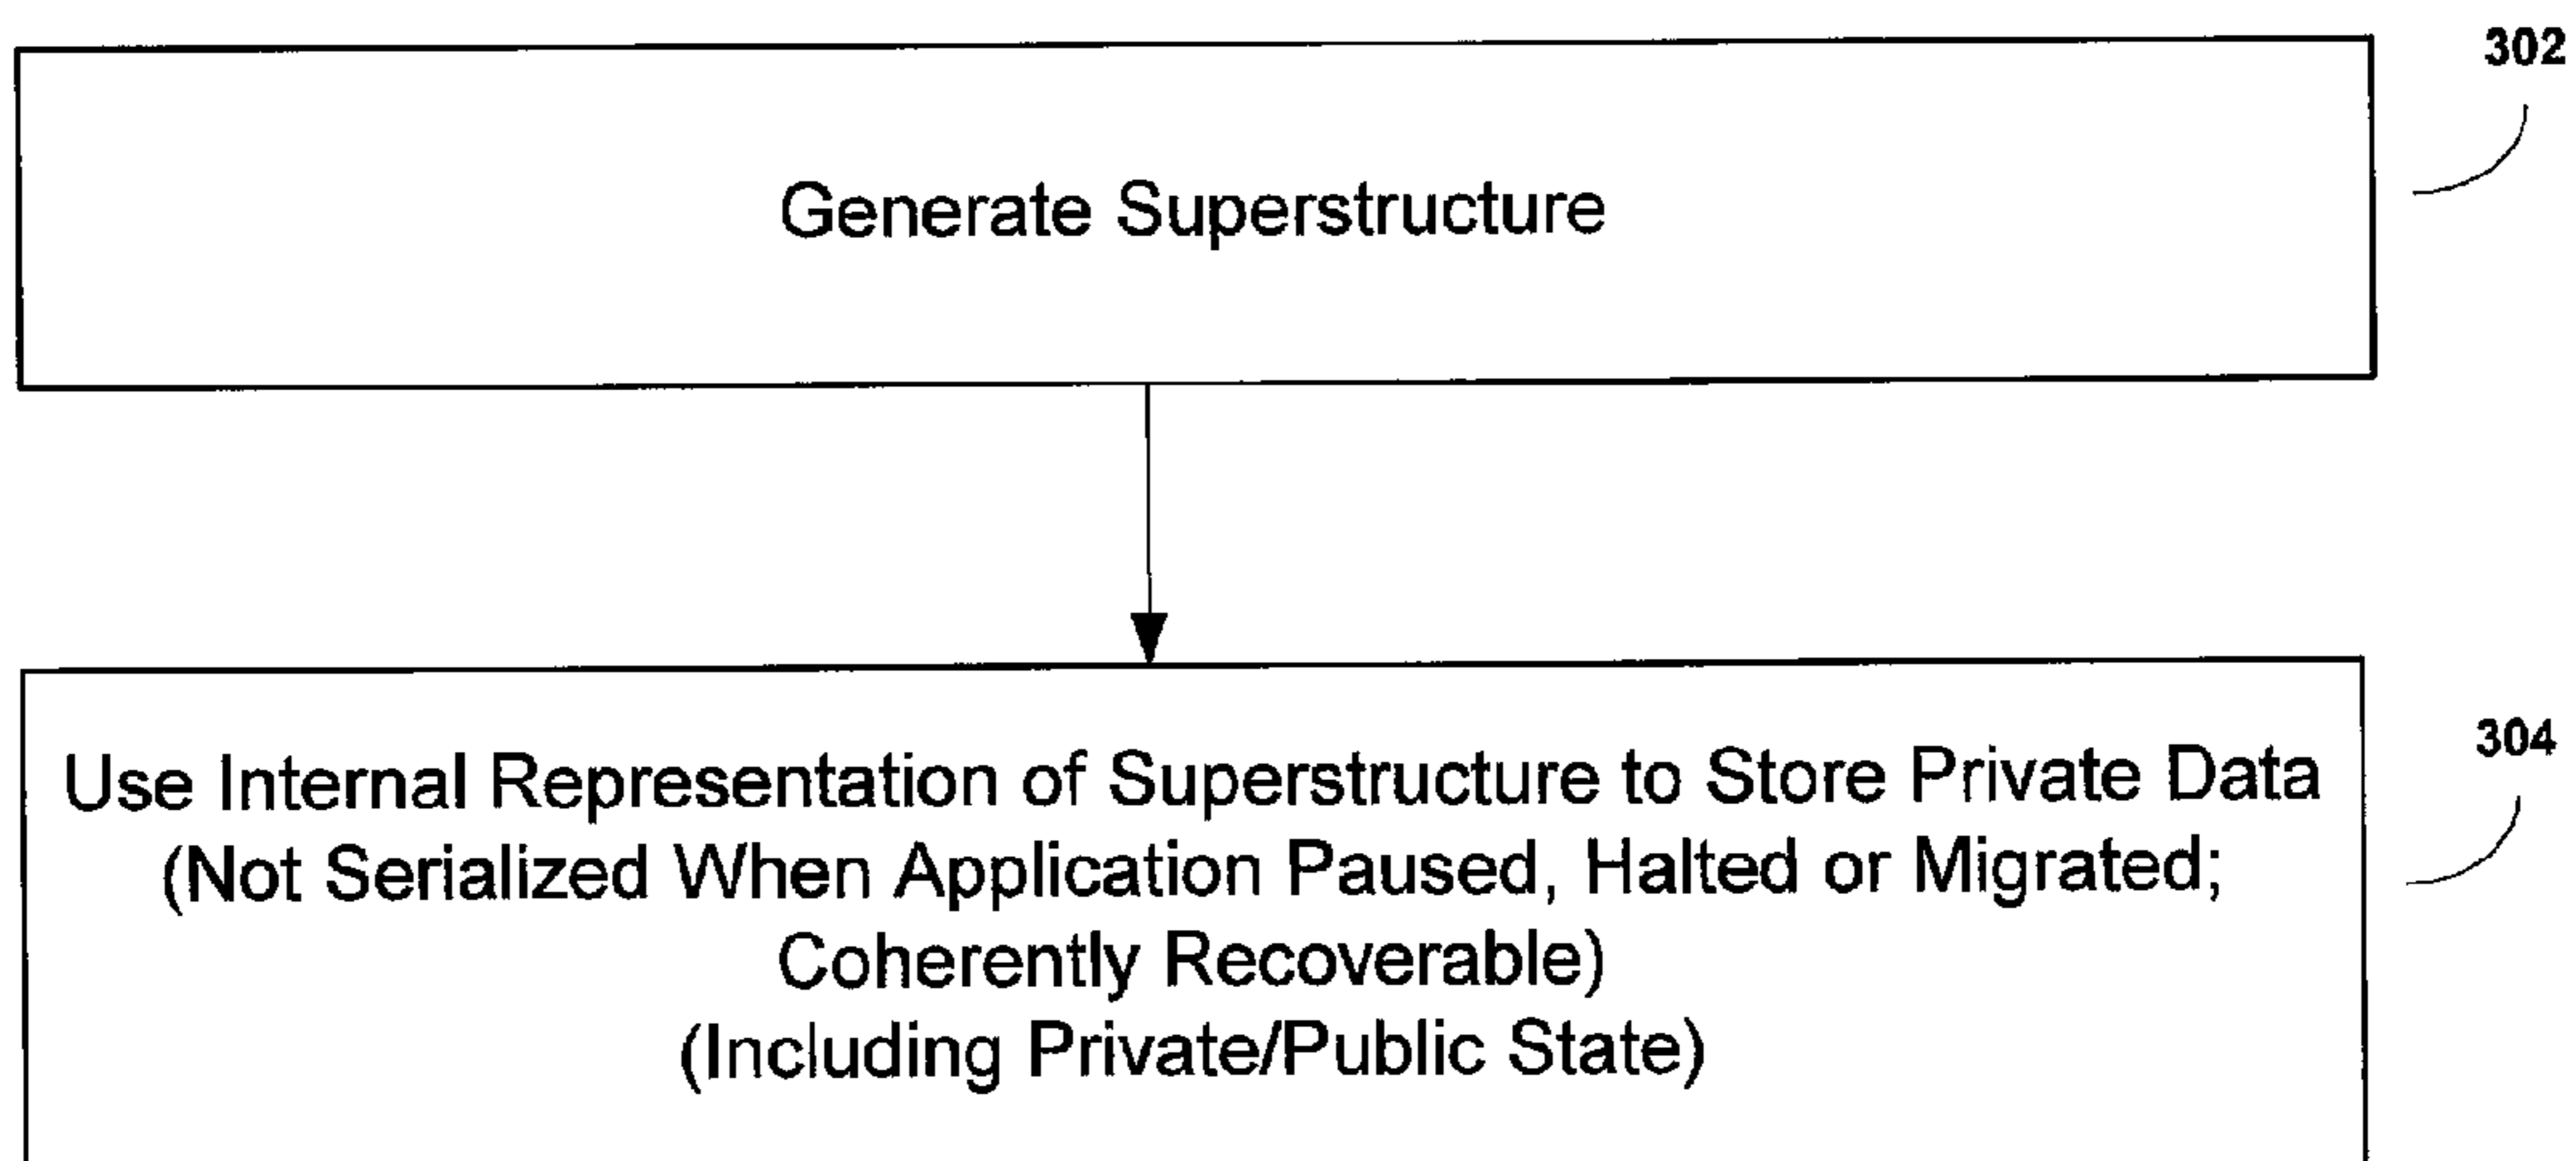 302
Generate Superstructure
304
Use Internal Representation of Superstructure to Store Private Data
(Not Serialized When Application Paused, Halted or Migrated;
Coherently Recoverable)
(Including Private/Public State)